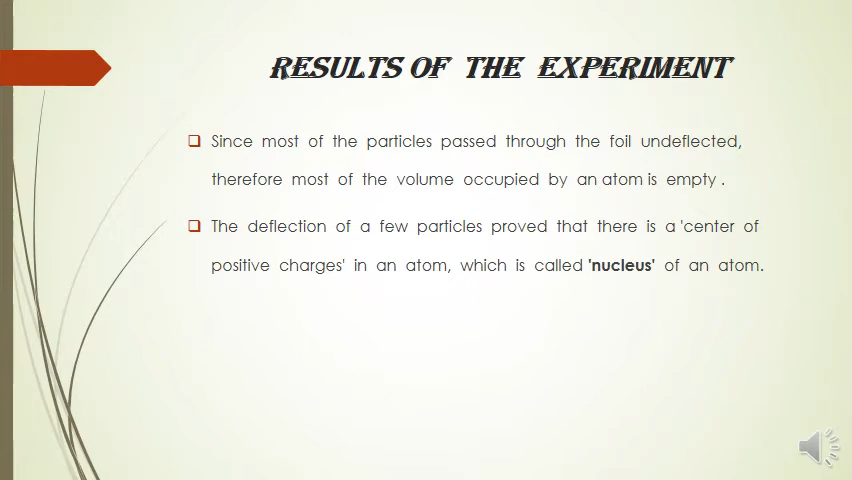 RESULTS OF THE EXPERIMENT
Since most of the particles passed through the foil undeflected,
therefore most of the volume occupied by an atom is empty .
The deflection of a few particles proved that there is a 'center of
positive charges' in an atom, which is called 'nucleus' of an atom.